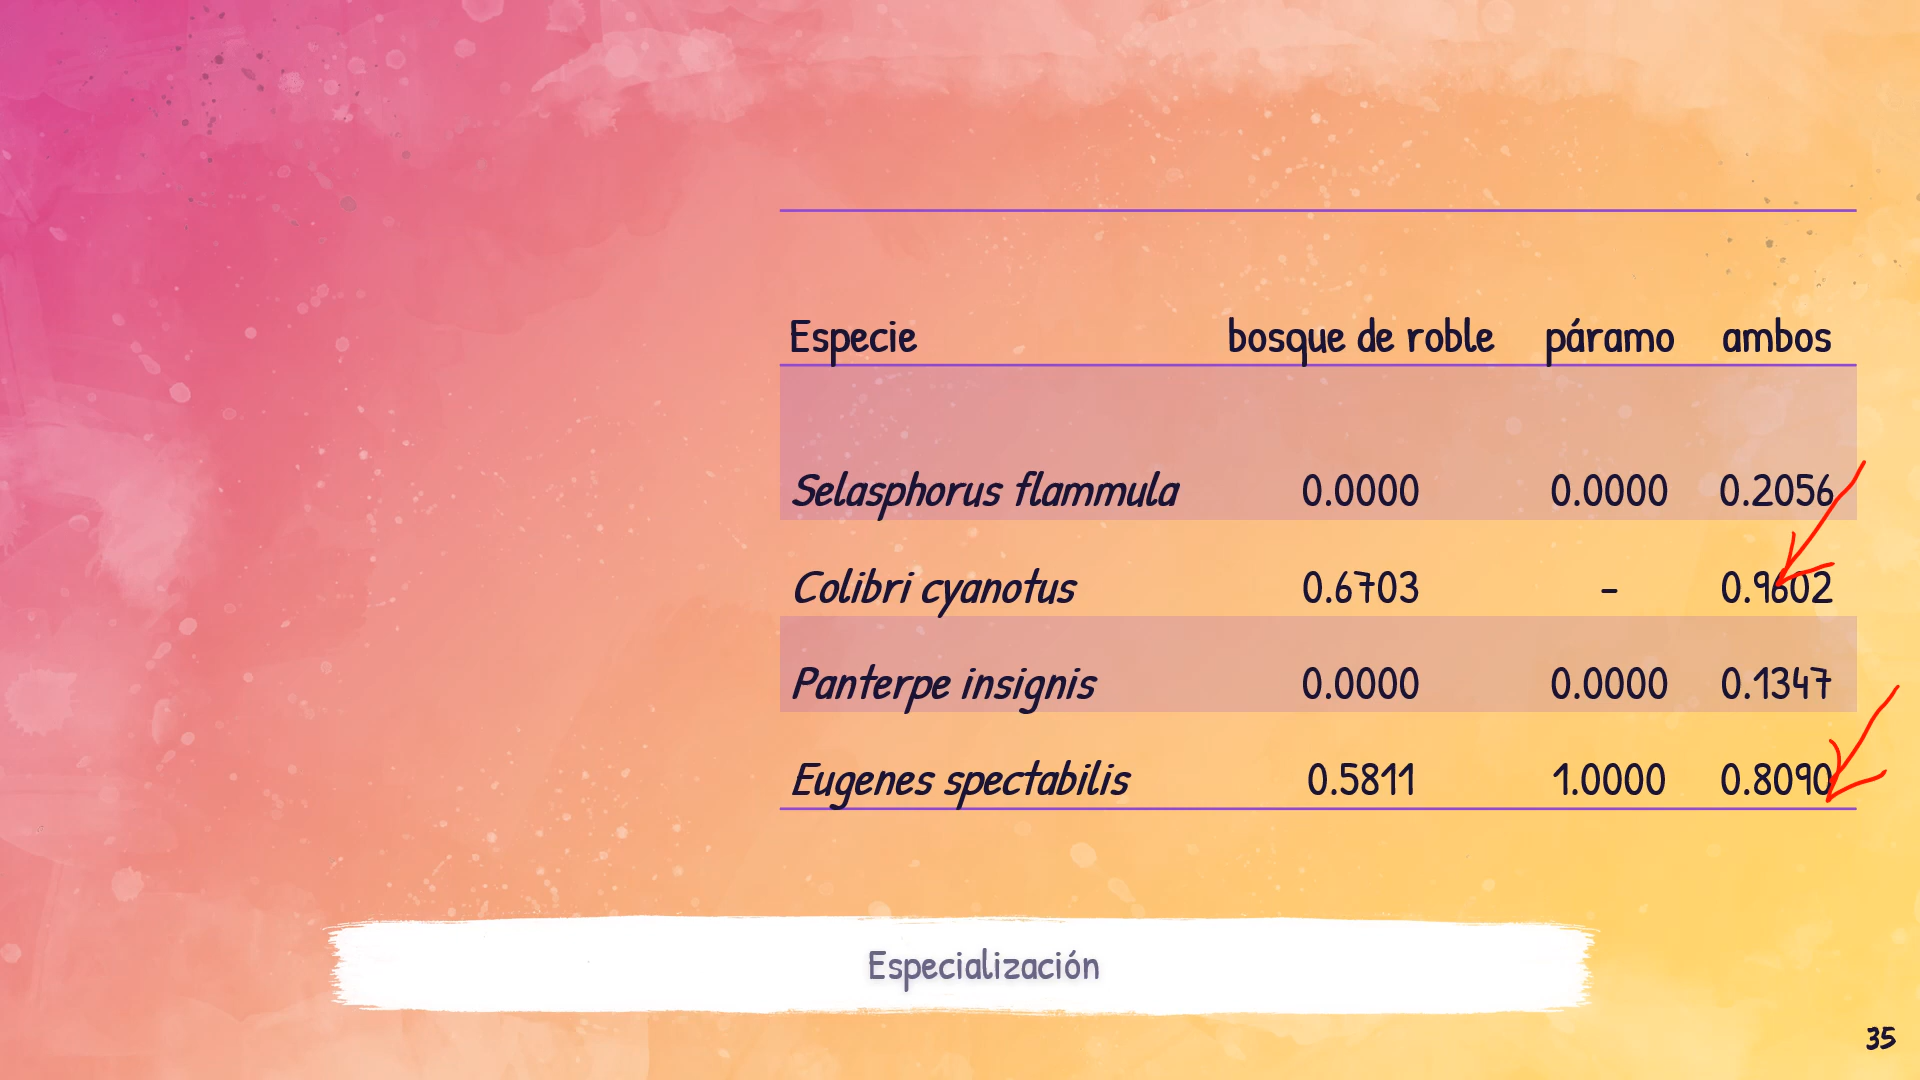 Especie bosque de roble páramo ambos
Selasphorus flammula 0.0000 0.0000 0.2056
Colibri cyanotus 0.6703 - 0.9602
Panterpe insignis 0.0000 0.0000 0.1347
Eugenes spectabilis 0.5811 1.0000 0.8090
Especialización
35